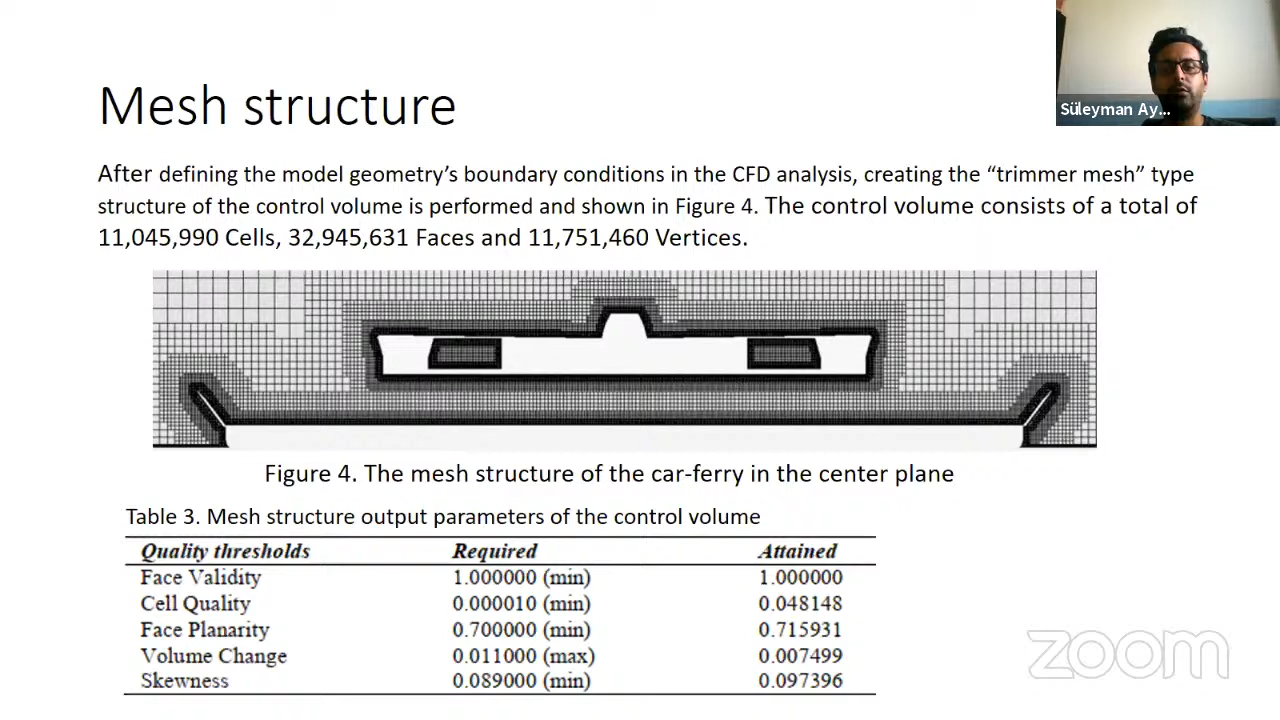 Mesh structure
Süleyman Ay...
After defining the model geometry’s boundary conditions in the CFD analysis, creating the “trimmer mesh” type
structure of the control volume is performed and shown in Figure 4. The control volume consists of a total of
11,045,990 Cells, 32,945,631 Faces and 11,751,460 Vertices.
Figure 4. The mesh structure of the car-ferry in the center plane
Table 3. Mesh structure output parameters of the control volume
Quality thresholds Required Attained
Face Validity 1.000000 (min) 1.000000
Cell Quality 0.000010 (min) 0.048148
Face Planarity 0.700000 (min) 0.715931
Volume Change 0.011000 (max) 0.007499
Skewness 0.089000 (min) 0.097396
zoom